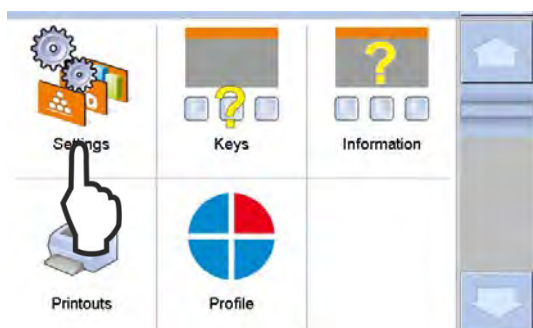 ?
Settings
Keys
?
Information
Printouts
Profile